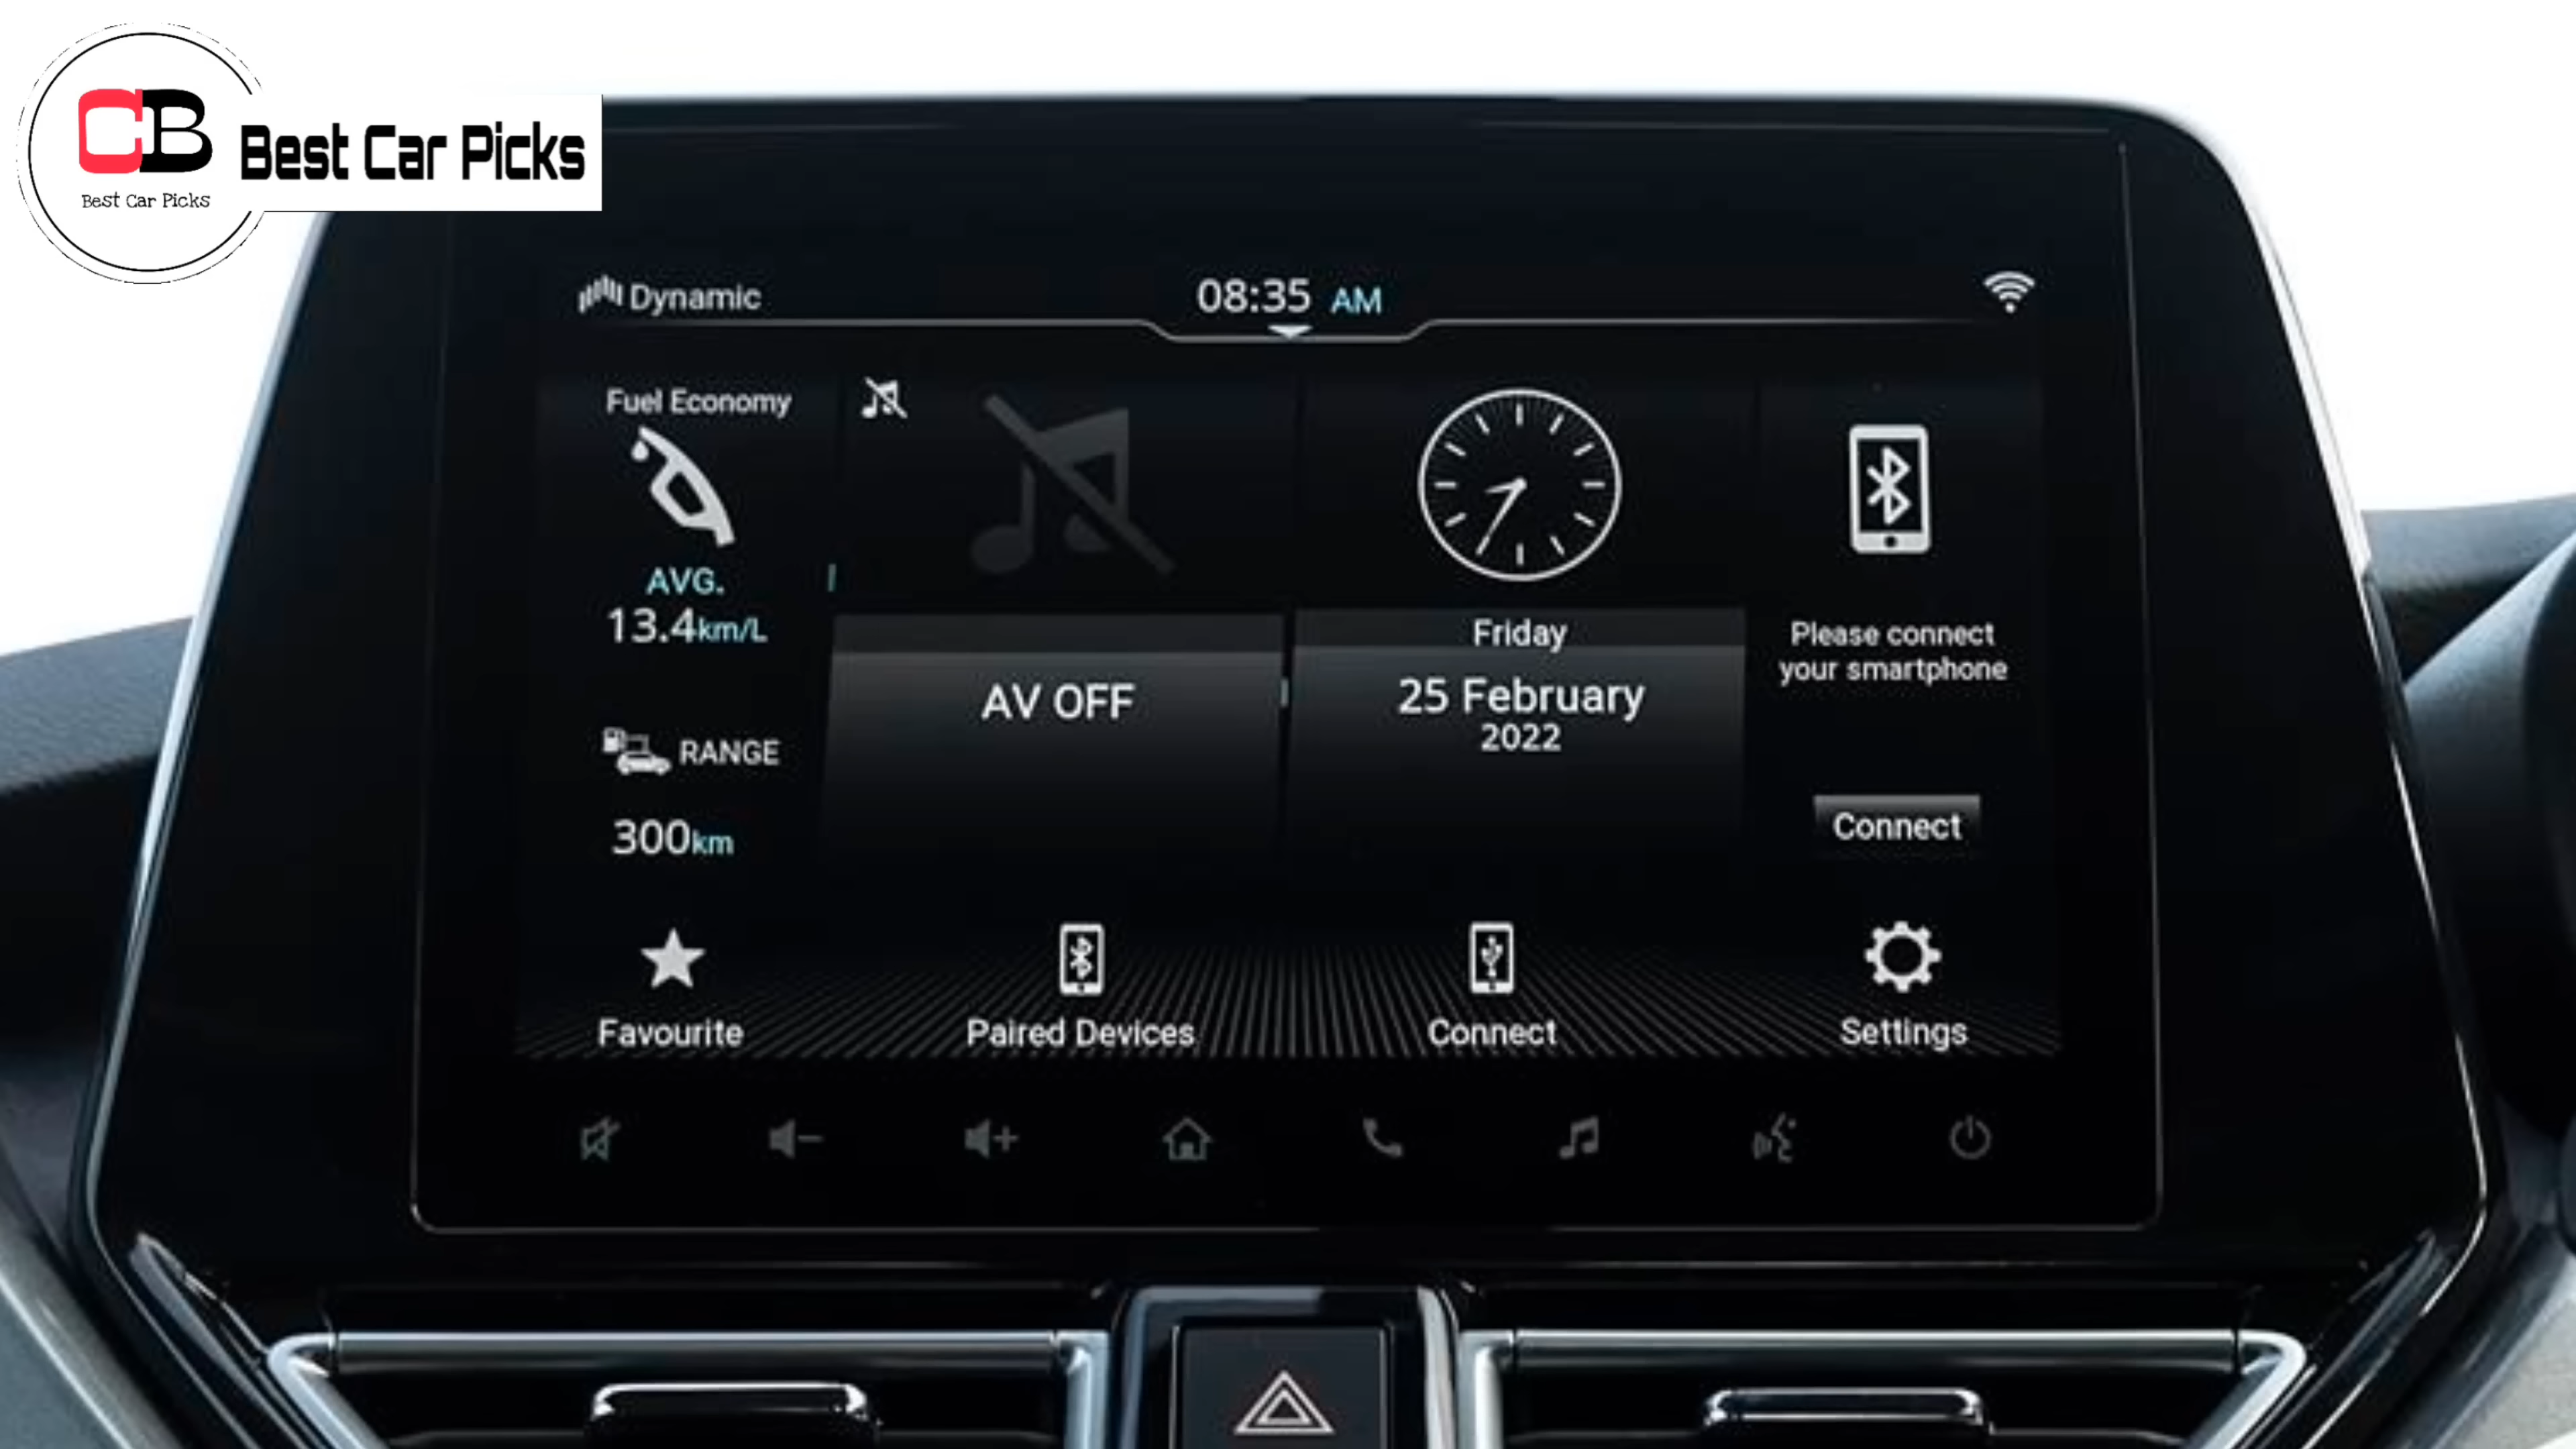 CB
Best Car Picks
Best Car Picks
Dynamic
08:35 AM
Fuel Economy
AVG.
13.4km/L
RANGE
300km
AV OFF
Friday
25 February
2022
Please connect
your smartphone
Connect
Favourite
Paired Devices
Connect
Settings